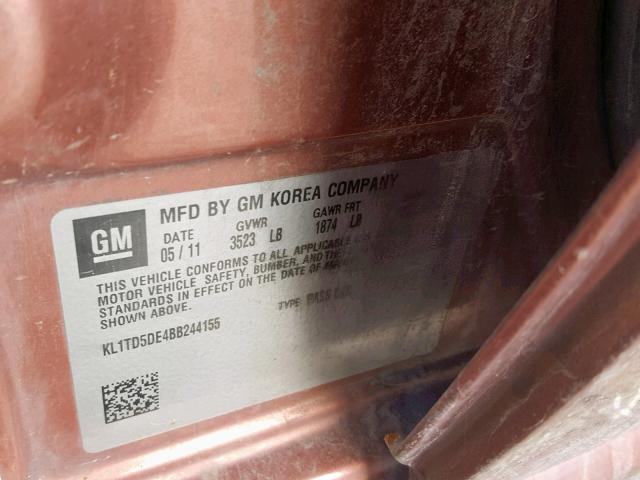 GM
MFD BY GM KOREA COMPANY
DATE GVWR GAWR FRT
05/11 3523 LB 1874 LB
THIS VEHICLE CONFORMS TO ALL APPLICABLE
MOTOR VEHICLE SAFETY, BUMPER, AND
STANDARDS IN EFFECT ON THE DATE OF
SHOWN ABOVE.
KL1TD5DE4BB244155 TYPE: PASS CAR